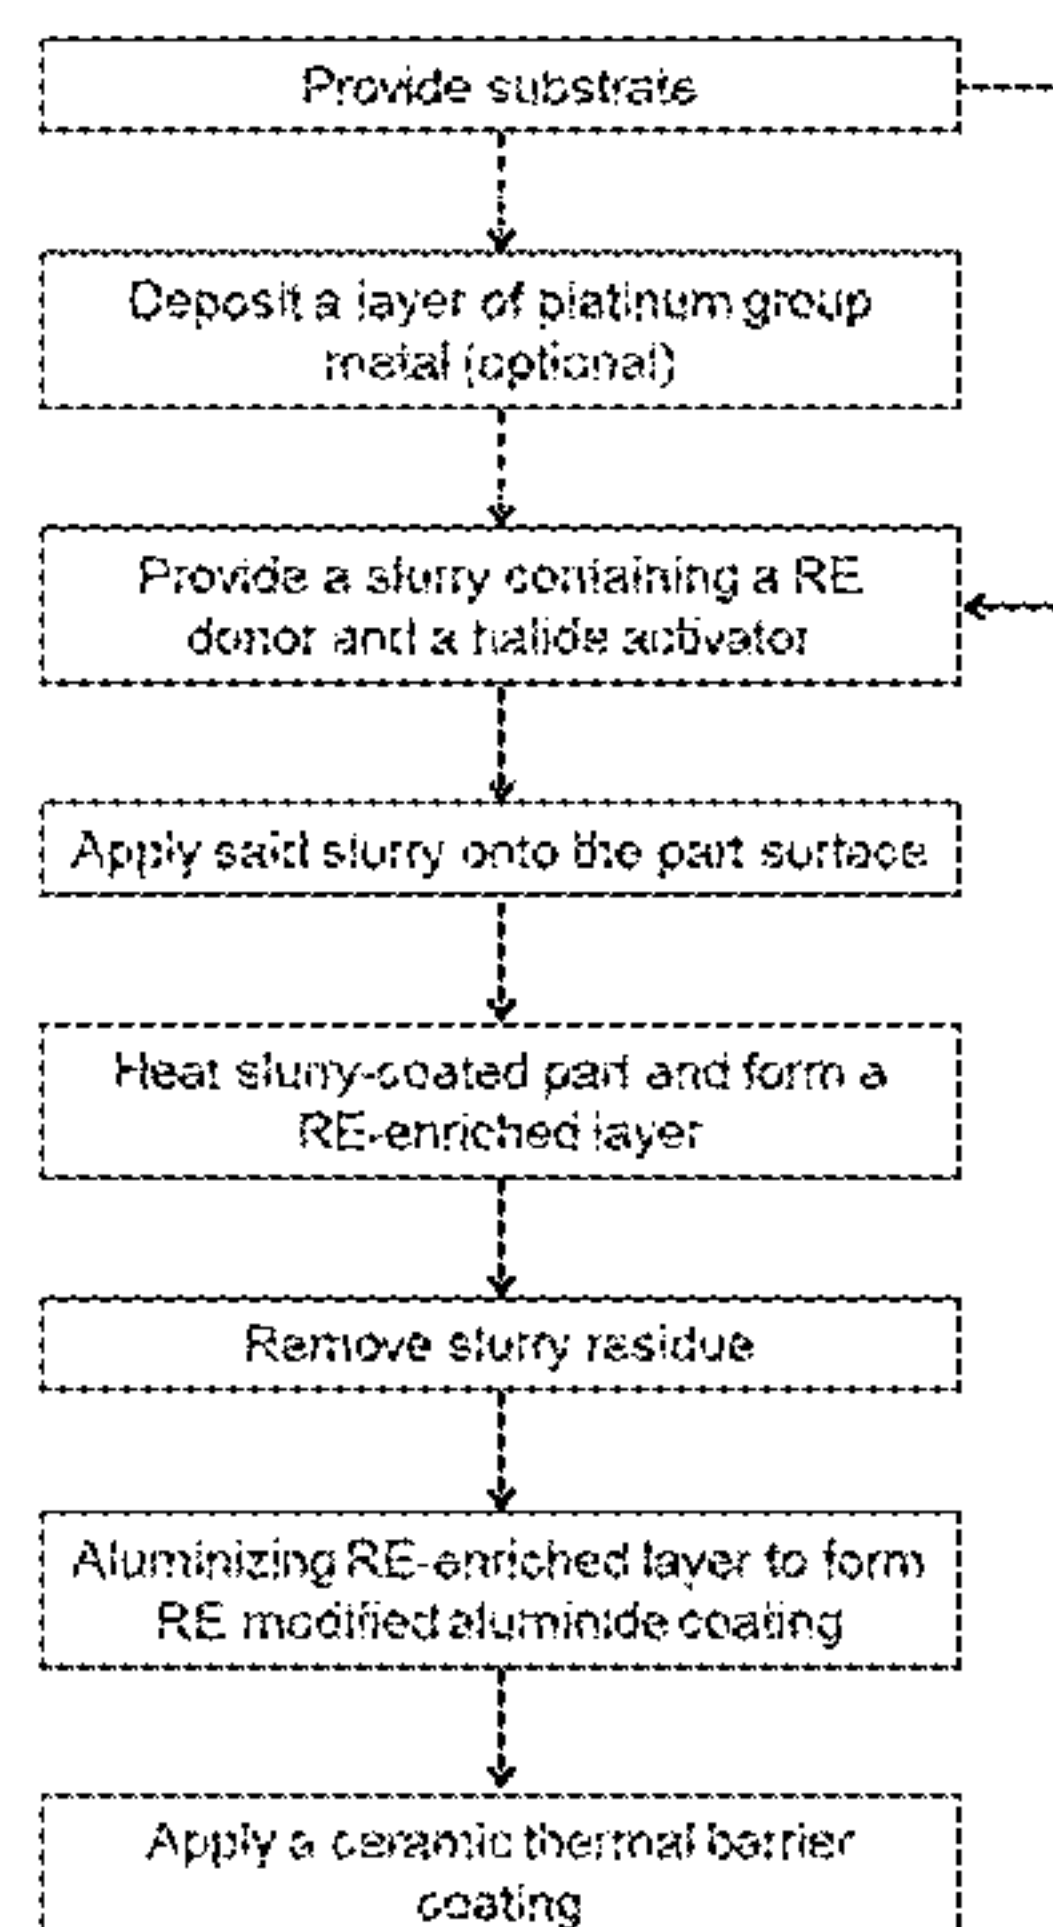 Provide substrate
Deposit a layer of platinum group
metal (optional)
Provide a slurry containing a RE
donor and a halide activator
Apply said slurry onto the part surface
Heat slurry-coated part and form a
RE-enriched layer
Remove slurry residue
Aluminizing RE-enriched layer to form
RE modified aluminide coating
Apply a ceramic thermal barrier
coating